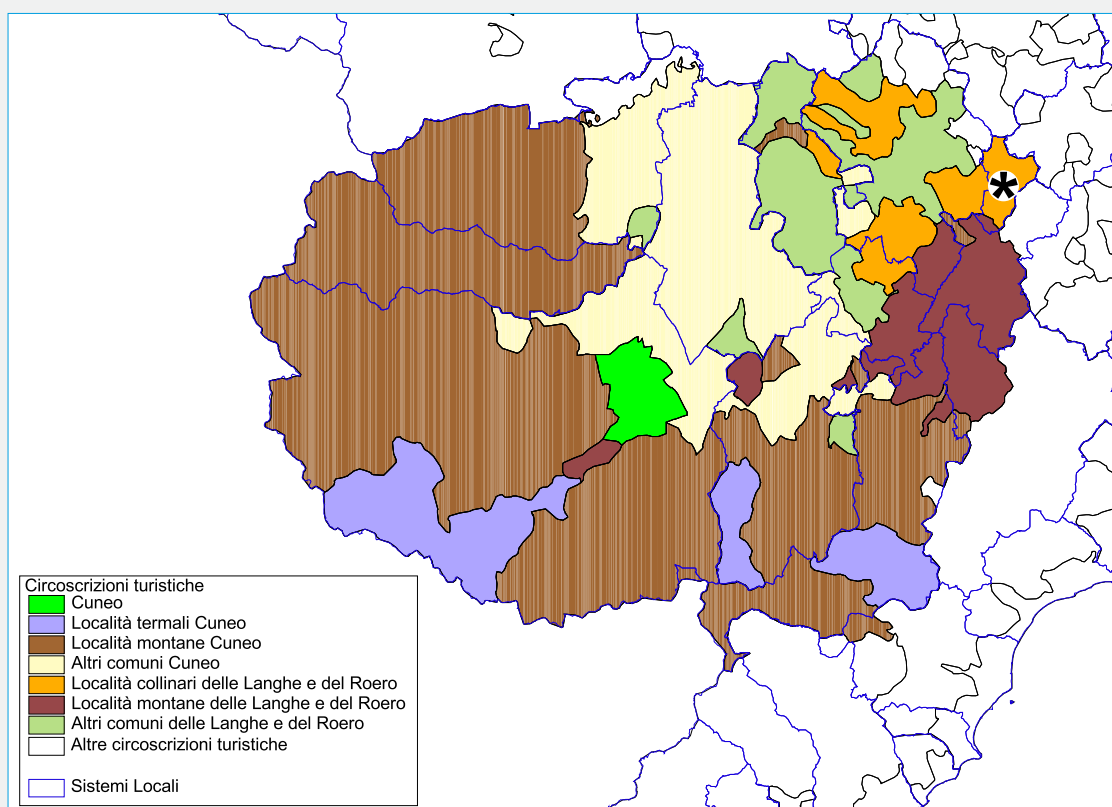 Circoscrizioni turistiche
Cuneo
Località termali Cuneo
Località montane Cuneo
Altri comuni Cuneo
Località collinari delle Langhe e del Roero
Località montane delle Langhe e del Roero
Altri comuni delle Langhe e del Roero
Altre circoscrizioni turistiche
Sistemi Locali
*